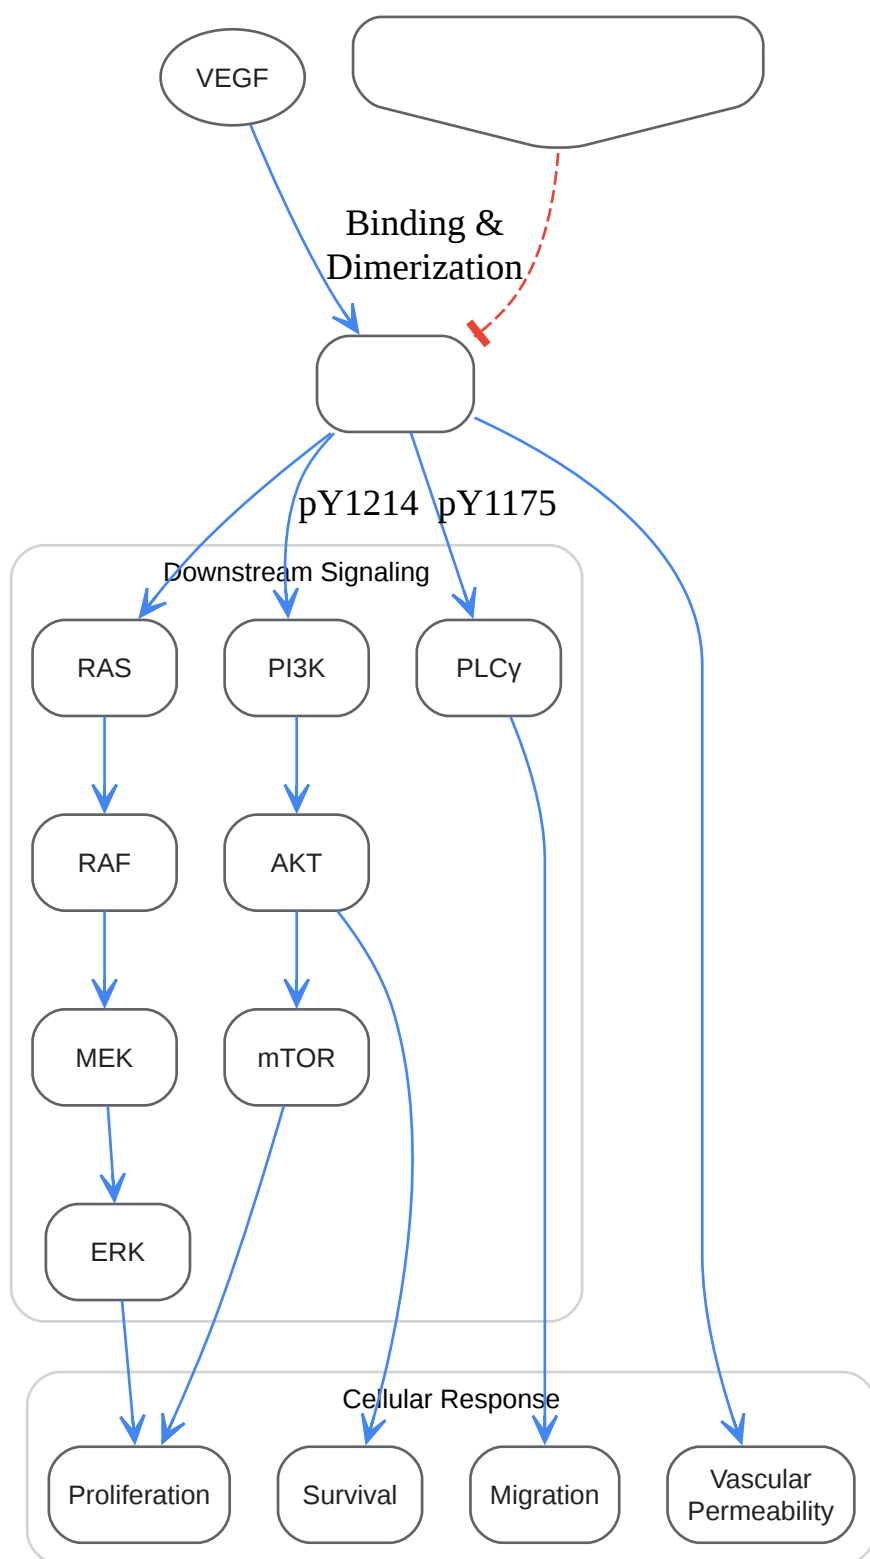 VEGF
Binding &
Dimerization
pY1214
pY1175
Downstream Signaling
RAS
PI3K
PLCγ
RAF
AKT
MEK
mTOR
ERK
Cellular Response
Proliferation
Survival
Migration
Vascular
Permeability